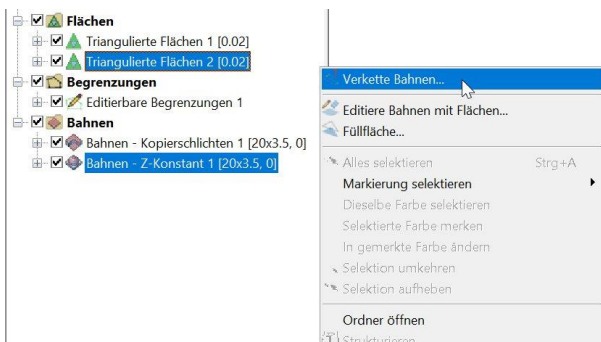 Flächen
Triangulierte Flächen 1 [0.02]
Triangulierte Flächen 2 [0.02]
Begrenzungen
Editierbare Begrenzungen 1
Bahnen
Bahnen - Kopierschlichten 1 [20x3.5, 0]
Bahnen - Z-Konstant 1 [20x3.5, 0]
Verkette Bahnen...
Editiere Bahnen mit Flächen...
Füllfläche...
Alles selektieren Strg+A
Markierung selektieren
Dieselbe Farbe selektieren
Selektierte Farbe merken
In gemerkte Farbe ändern
Selektion umkehren
Selektion aufheben
Ordner öffnen
Strukturieren